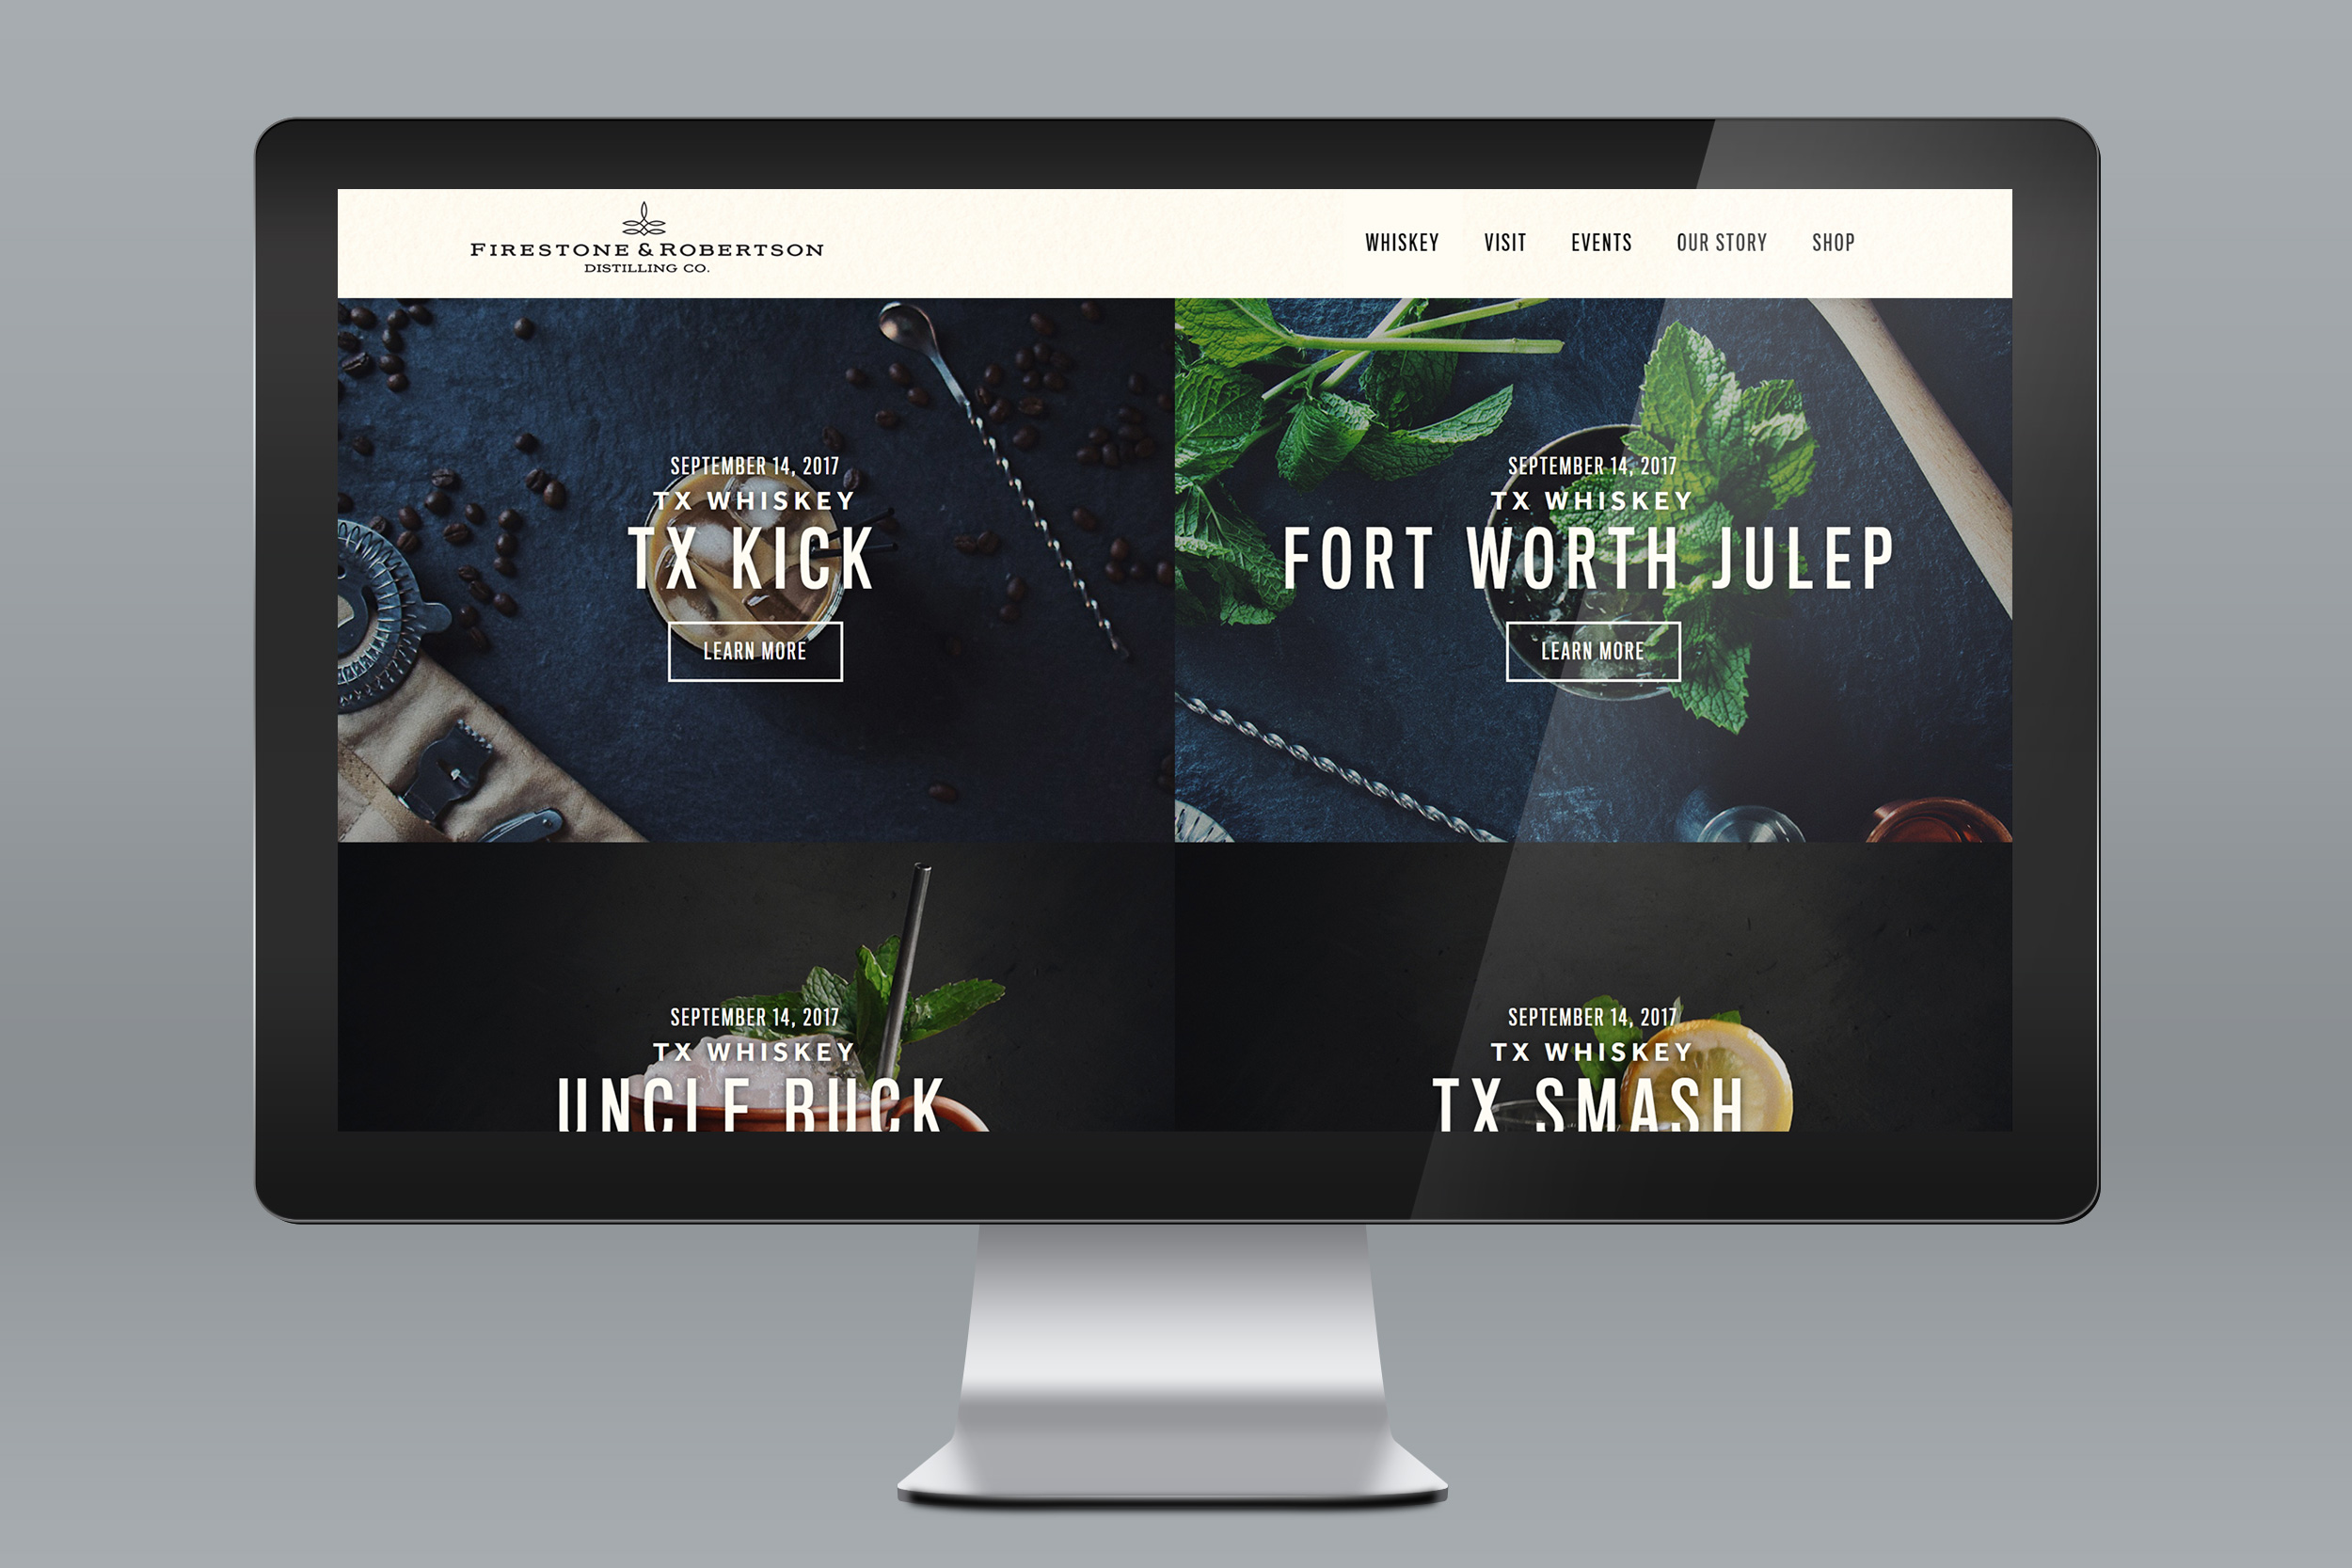 FIRESTONE & ROBERTSON
DISTILLING CO.
WHISKEY VISIT EVENTS OUR STORY SHOP
SEPTEMBER 14, 2017
TX WHISKEY
TX KICK
LEARN MORE
SEPTEMBER 14, 2017
TX WHISKEY
FORT WORTH JULEP
LEARN MORE
SEPTEMBER 14, 2017
TX WHISKEY
UNCLE BUCK
SEPTEMBER 14, 2017
TX WHISKEY
TX SMASH